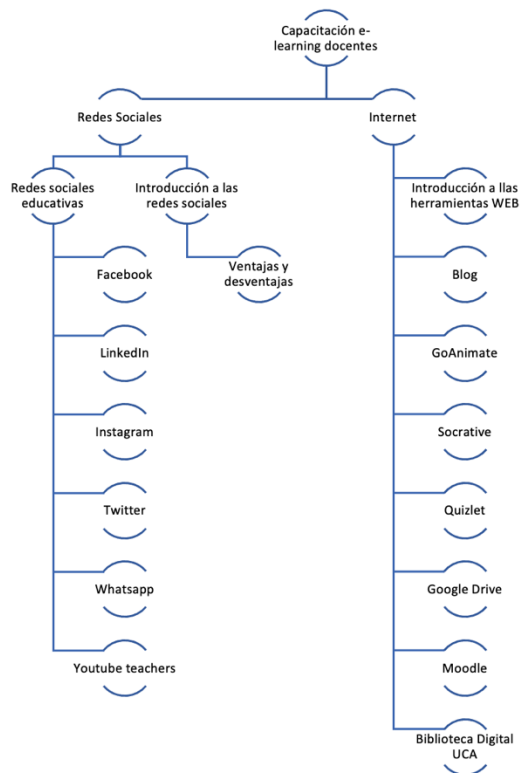 Capacitación e-
learning docentes
Redes Sociales
Internet
Redes sociales
educativas
Introducción a las
redes sociales
Introducción a llas
herramientas WEB
Facebook
Ventajas y
desventajas
Blog
LinkedIn
GoAnimate
Instagram
Socrative
Twitter
Quizlet
Whatsapp
Google Drive
Youtube teachers
Moodle
Biblioteca Digital
UCA